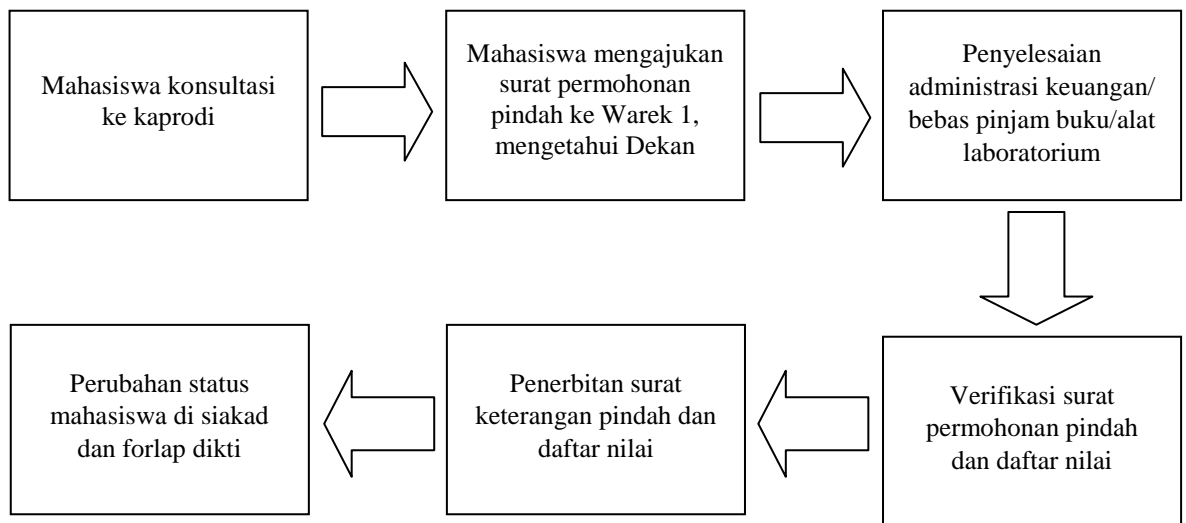 Mahasiswa konsultasi
ke kaprodi
Mahasiswa mengajukan
surat permohonan
pindah ke Warek 1,
mengetahui Dekan
Penyelesaian
administrasi keuangan/
bebas pinjam buku/alat
laboratorium
Verifikasi surat
permohonan pindah
dan daftar nilai
Penerbitan surat
keterangan pindah dan
daftar nilai
Perubahan status
mahasiswa di siakad
dan forlap dikti